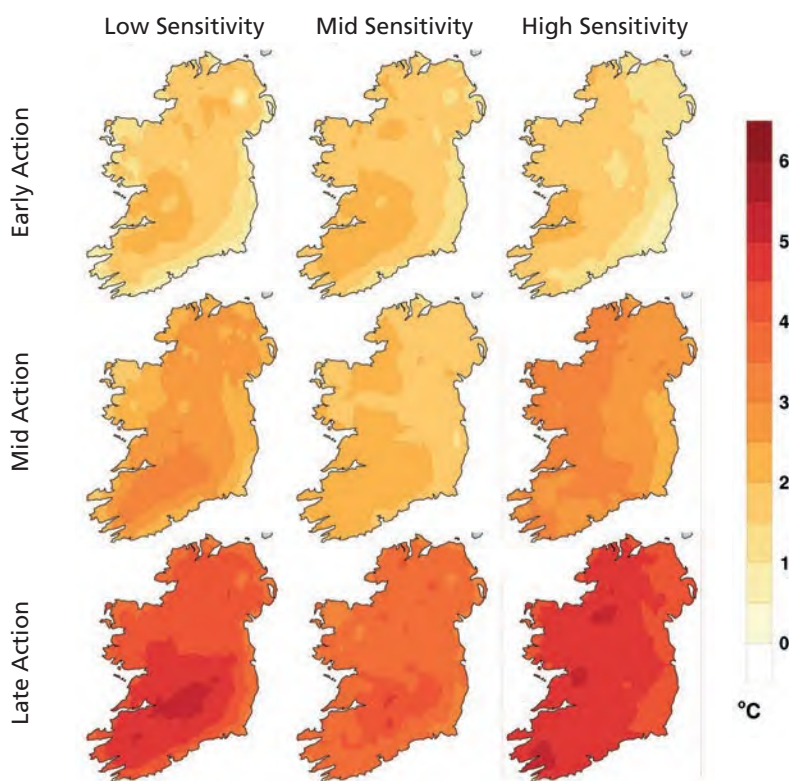 Low Sensitivity Mid Sensitivity High Sensitivity
Early Action
Mid Action
Late Action
6
5
4
3
2
1
0
°C